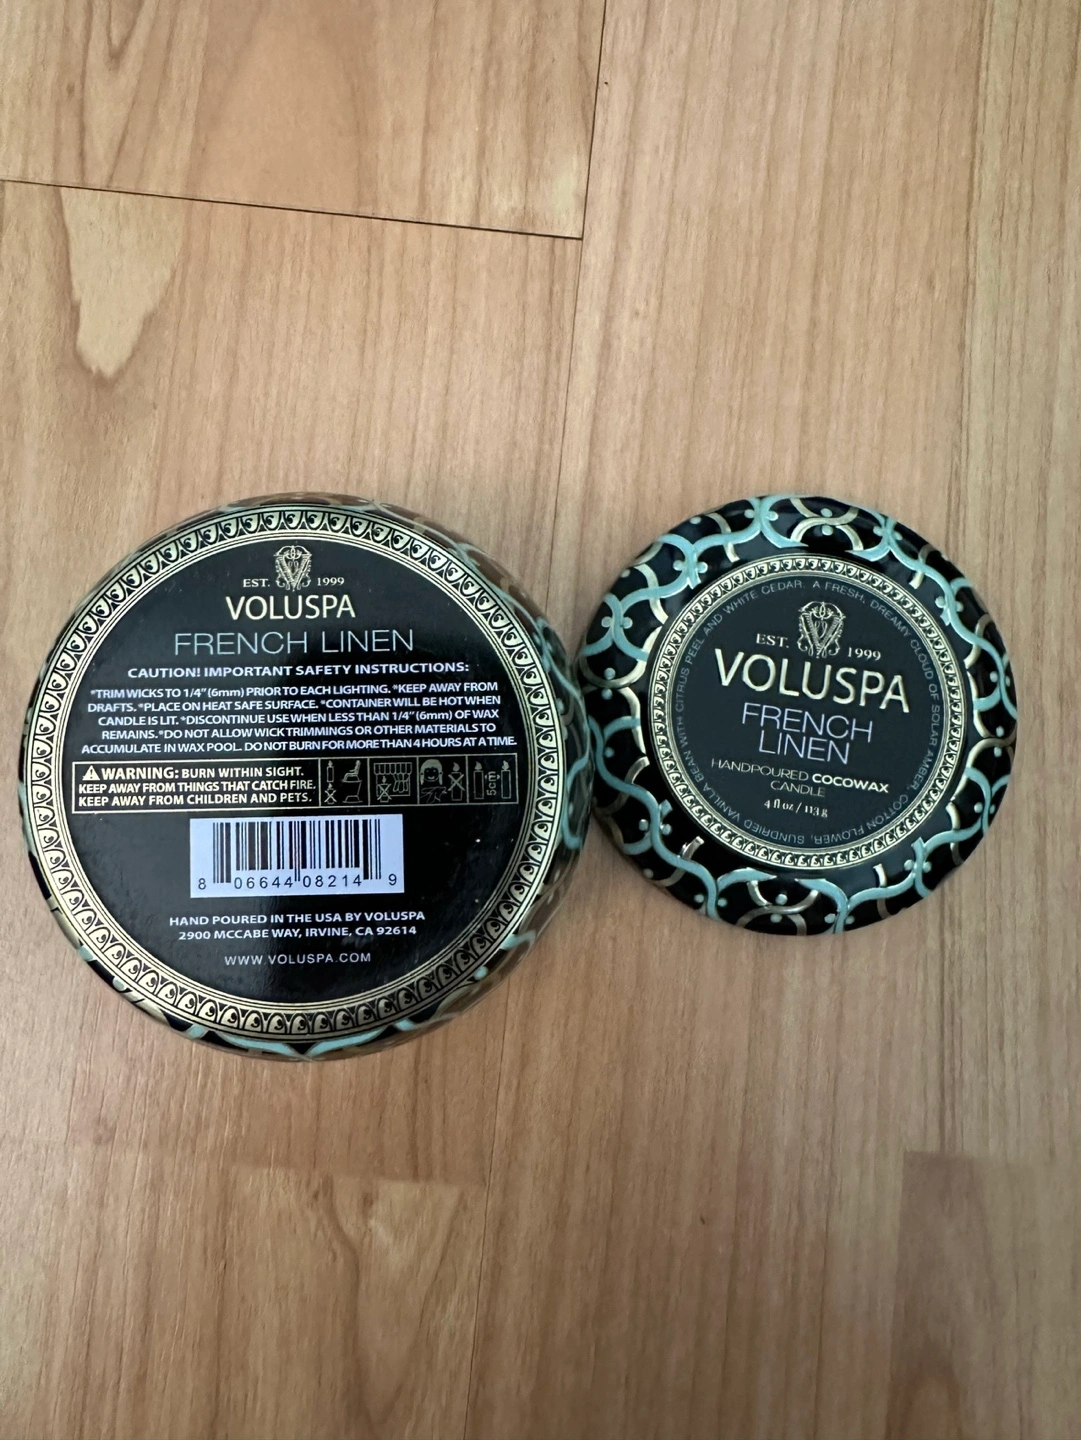 EST. 1999
VOLUSPA
FRENCH LINEN
CAUTION! IMPORTANT SAFETY INSTRUCTIONS:
*TRIM WICKS TO 1/4" (6mm) PRIOR TO EACH LIGHTING. *KEEP AWAY FROM
DRAFTS. *PLACE ON HEAT SAFE SURFACE. *CONTAINER WILL BE HOT WHEN
CANDLE IS LIT. *DISCONTINUE USE WHEN LESS THAN 1/4" (6mm) OF WAX
REMAINS. *DO NOT ALLOW WICK TRIMMINGS OR OTHER MATERIALS TO
ACCUMULATE IN WAX POOL. DO NOT BURN FOR MORE THAN 4 HOURS AT A TIME.
WARNING: BURN WITHIN SIGHT.
KEEP AWAY FROM THINGS THAT CATCH FIRE.
KEEP AWAY FROM CHILDREN AND PETS.
8 06644 08214 9
HAND POURED IN THE USA BY VOLUSPA
2900 MCCABE WAY, IRVINE, CA 92614
WWW.VOLUSPA.COM
A FRESH, DREAMY CLOUD OF SOLAR AMBER, COTTON FLOWER, SUNDRIED VANILLA BEAN WITH CITRUS PEEL AND WHITE CEDAR.
EST. 1999
VOLUSPA
FRENCH
LINEN
HANDPOURED COCOWAX
CANDLE
4 fl oz / 113 g